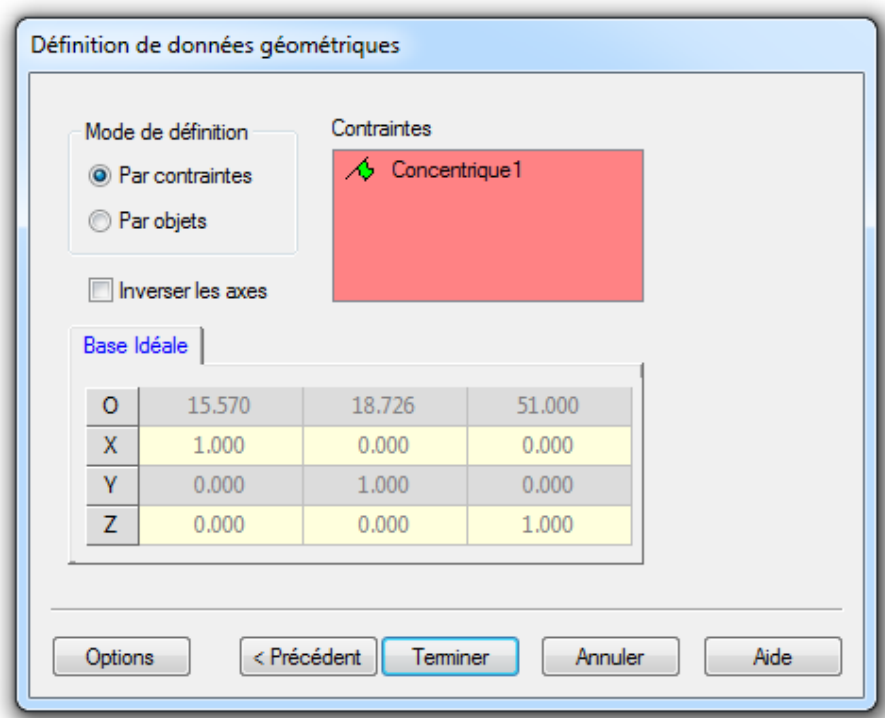 Définition de données géométriques
Mode de définition
Par contraintes
Par objets
Inverser les axes
Contraintes
Concentrique1
Base Idéale
O 15.570 18.726 51.000
X 1.000 0.000 0.000
Y 0.000 1.000 0.000
Z 0.000 0.000 1.000
Options < Précédent Terminer Annuler Aide